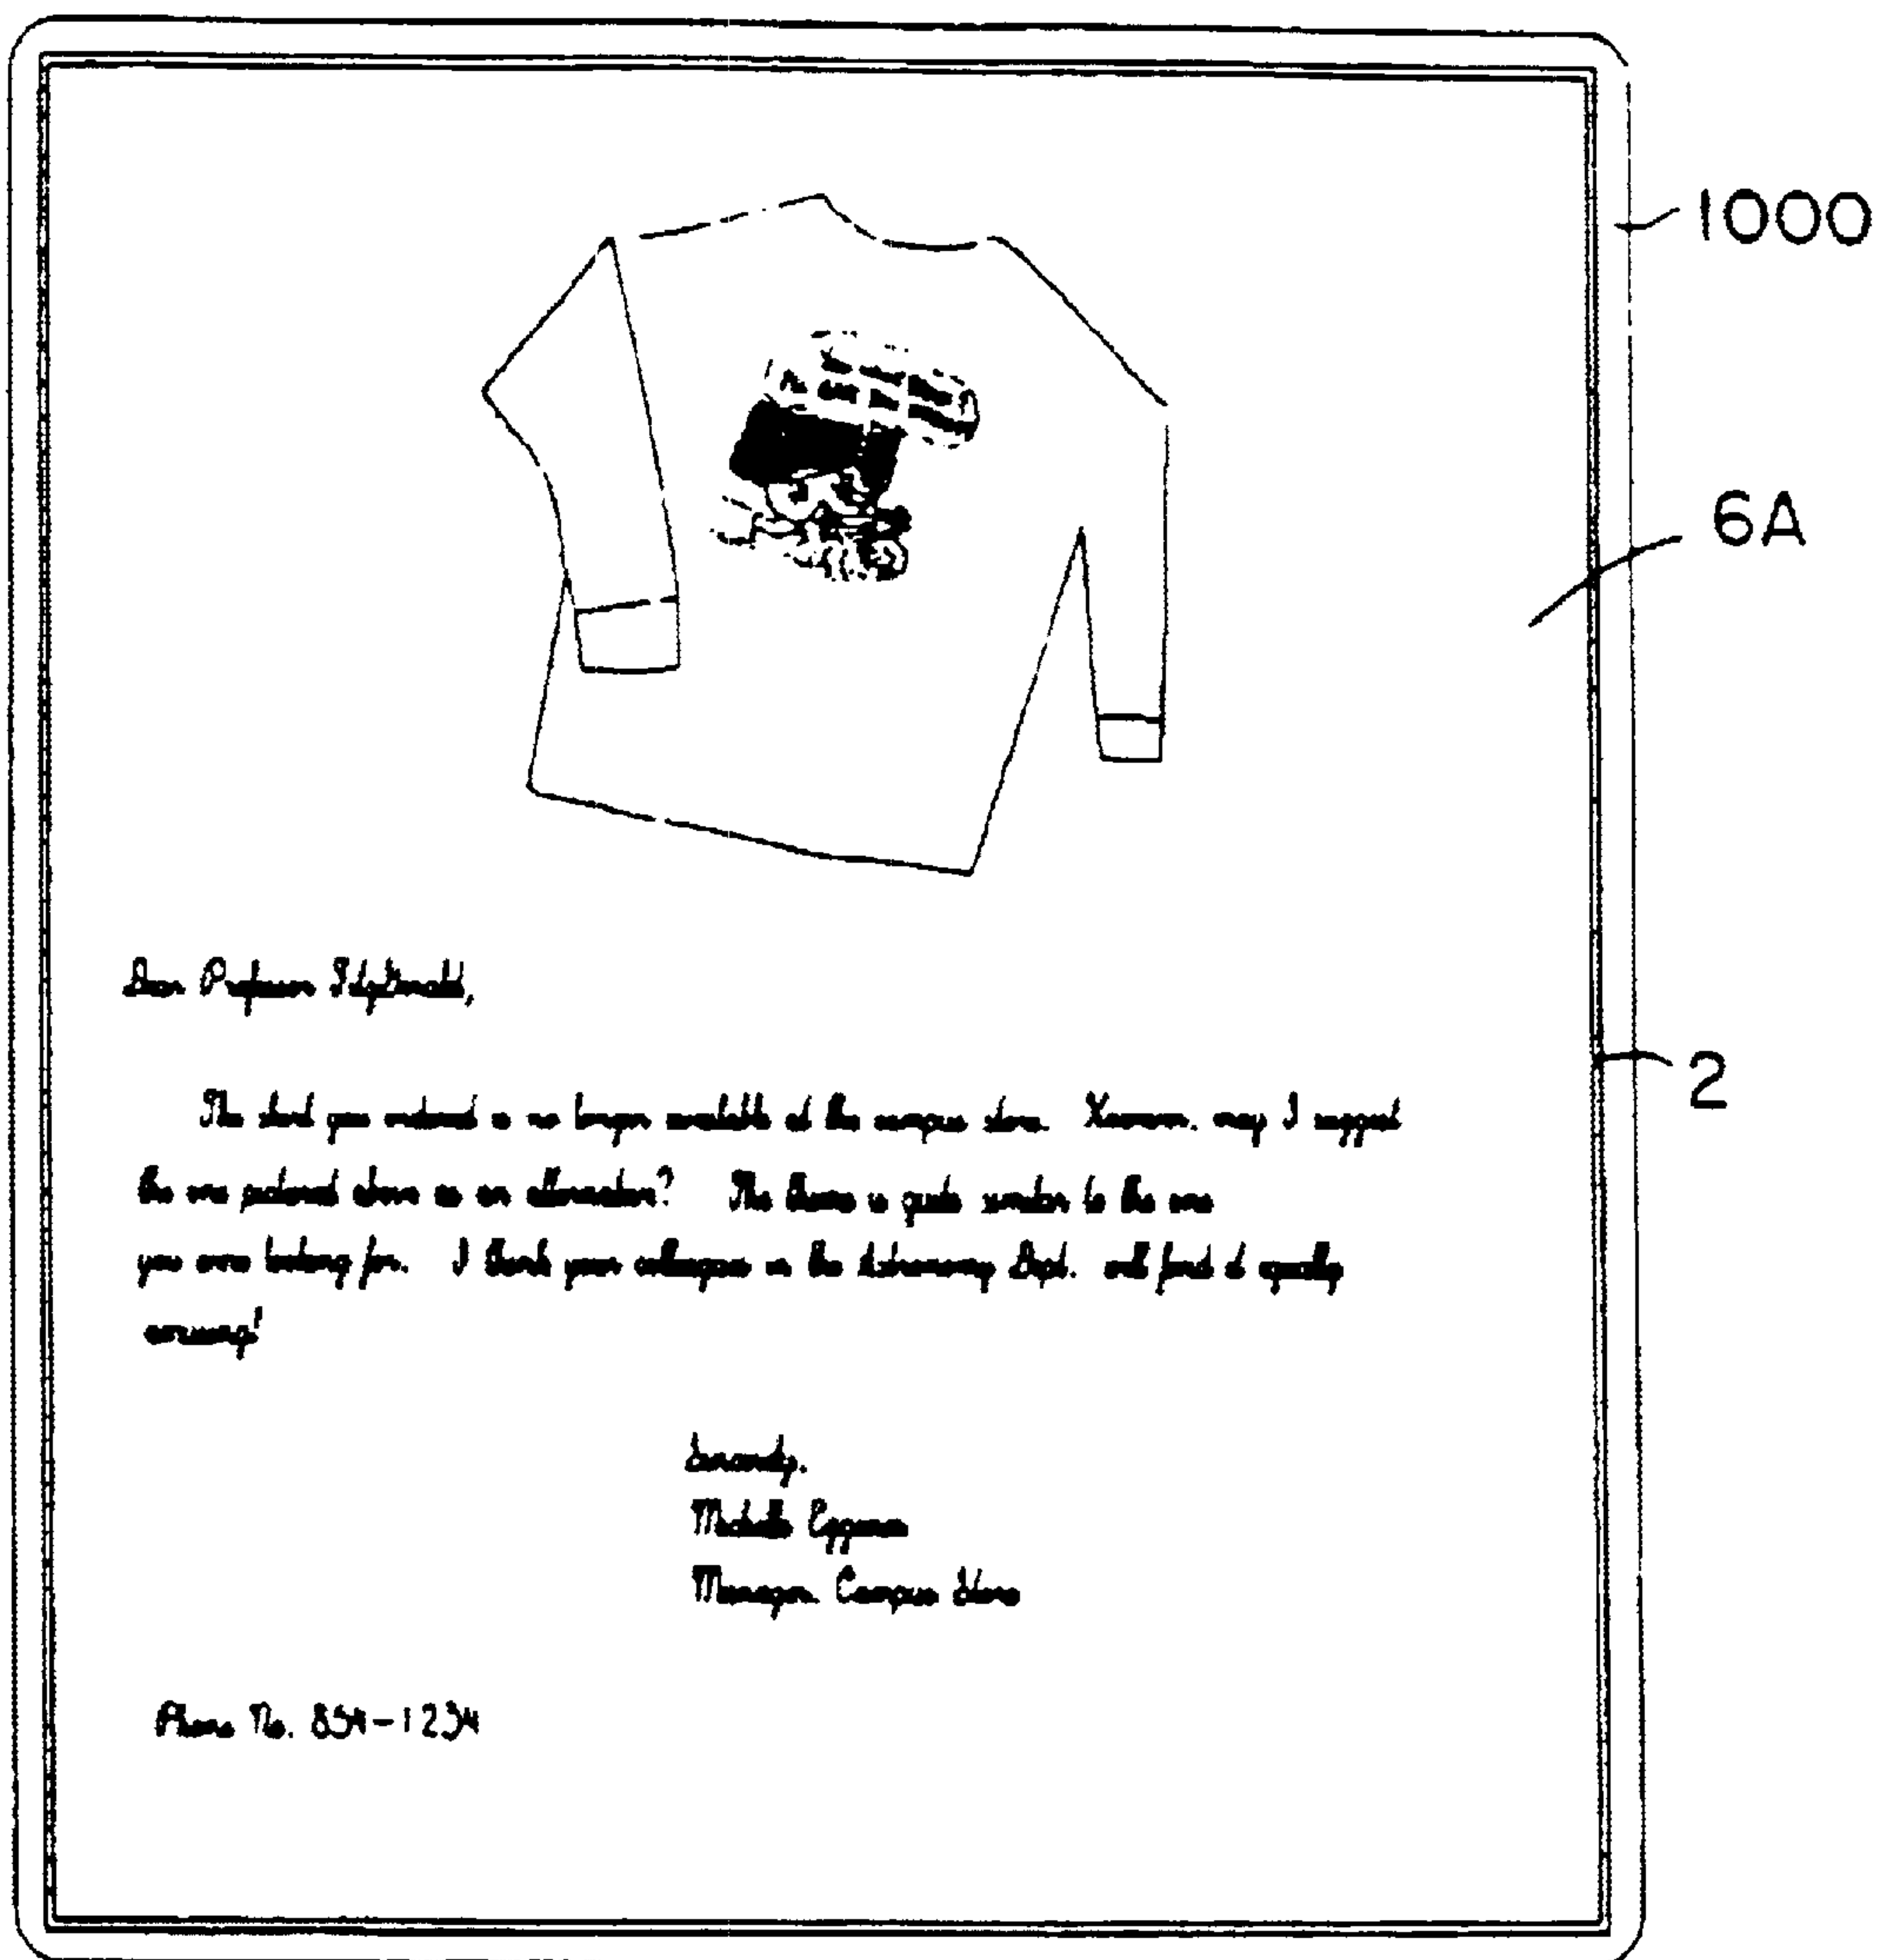 1000
6A
2
Dear Professor
The shirt you ordered is no longer available at the campus store. However, may I suggest
the one pictured above as an alternative? The theme is quite similar to the one
you were looking for. I think your colleagues in the Astronomy Dept. will find it equally
amusing!
Sincerely,
Michelle
Manager, Campus Store
Phone No. 854-1234